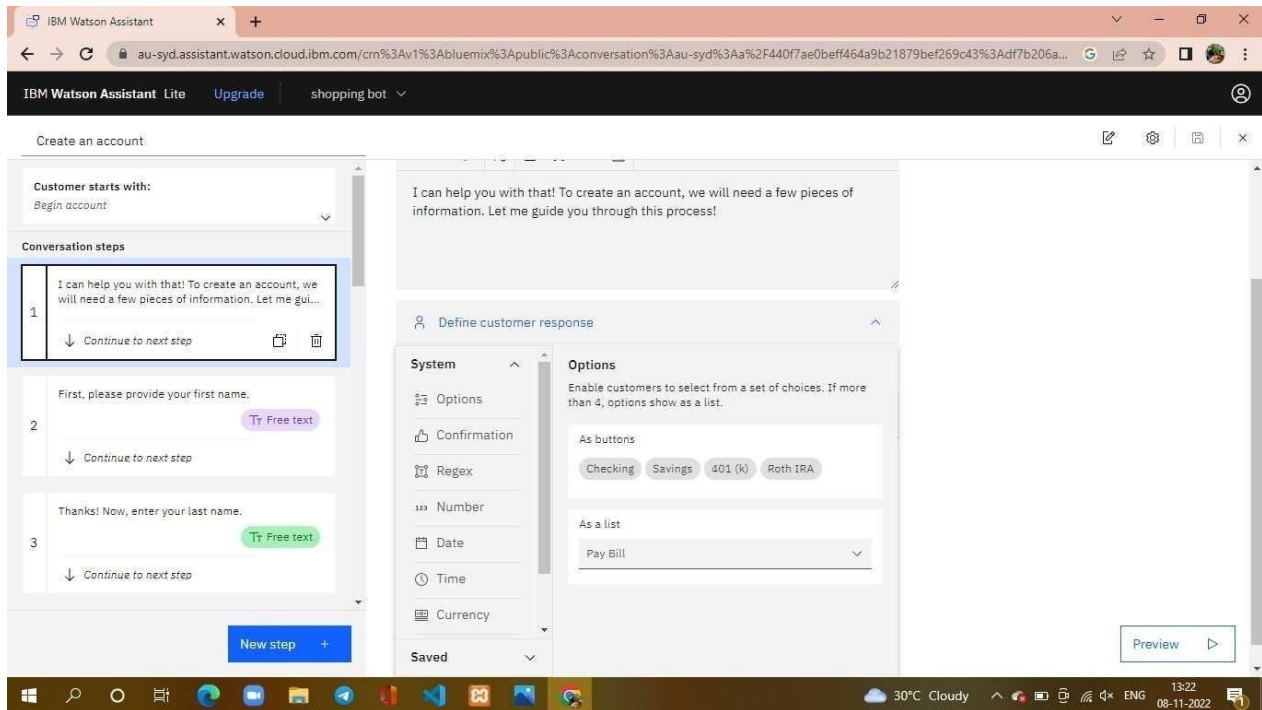 IBM Watson Assistant
au-syd.assistant.watson.cloud.ibm.com/crn%3Av1%3Abluemix%3Apublic%3Aconversation%3Aau-syd%3Aa%2F440f7ae0beff464a9b21879bef269c43%3Adf7b206a...
IBM Watson Assistant Lite Upgrade shopping bot
Create an account
Customer starts with:
Begin account
Conversation steps
1
I can help you with that! To create an account, we
will need a few pieces of information. Let me gui...
Continue to next step
2
First, please provide your first name.
Free text
Continue to next step
3
Thanks! Now, enter your last name.
Free text
Continue to next step
New step +
I can help you with that! To create an account, we will need a few pieces of
information. Let me guide you through this process!
Define customer response
System
Options
Confirmation
Regex
Number
Date
Time
Currency
Saved
Options
Enable customers to select from a set of choices. If more
than 4, options show as a list.
As buttons
Checking Savings 401 (k) Roth IRA
As a list
Pay Bill
Preview
30°C Cloudy ENG 13:22
08-11-2022